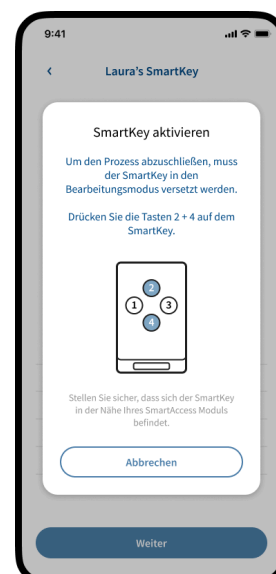 9:41
Laura's SmartKey
SmartKey aktivieren
Um den Prozess abzuschließen, muss
der SmartKey in den
Bearbeitungsmodus versetzt werden.
Drücken Sie die Tasten 2 + 4 auf dem
SmartKey.
2
1 3
4
Stellen Sie sicher, dass sich der SmartKey
in der Nähe Ihres SmartAccess Moduls
befindet.
Abbrechen
Weiter